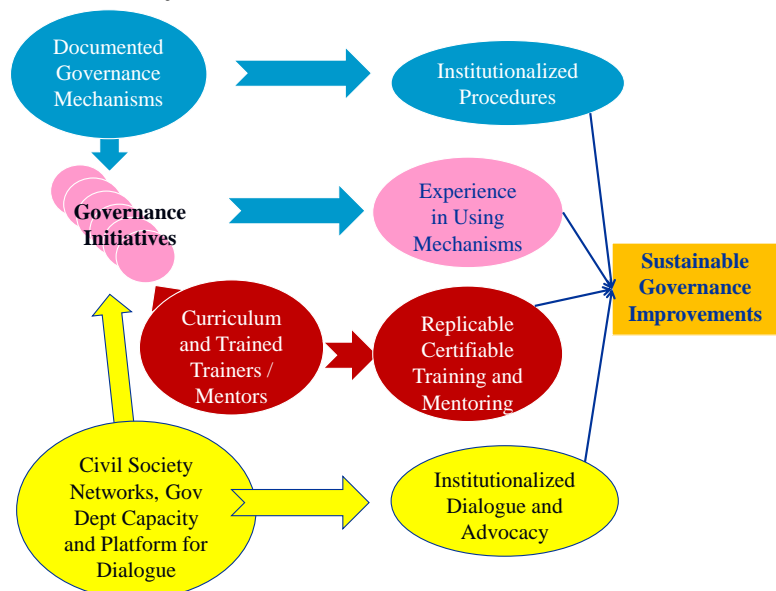 Documented
Governance
Mechanisms
Institutionalized
Procedures
Governance
Initiatives
Experience
in Using
Mechanisms
Sustainable
Governance
Improvements
Curriculum
and Trained
Trainers /
Mentors
Replicable
Certifiable
Training and
Mentoring
Civil Society
Networks, Gov
Dept Capacity
and Platform for
Dialogue
Institutionalized
Dialogue and
Advocacy